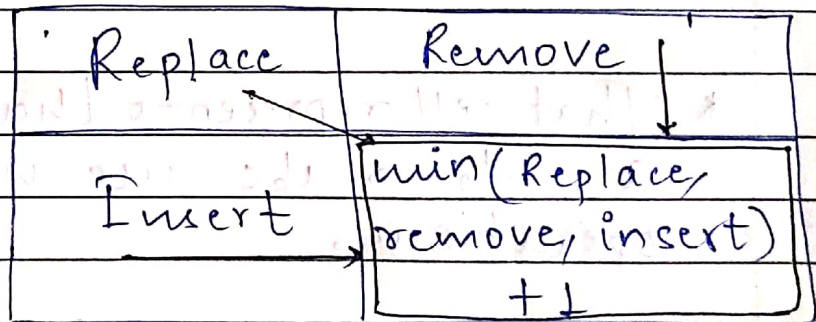 Replace
Remove
Insert
min(Replace,
remove, insert)
+1